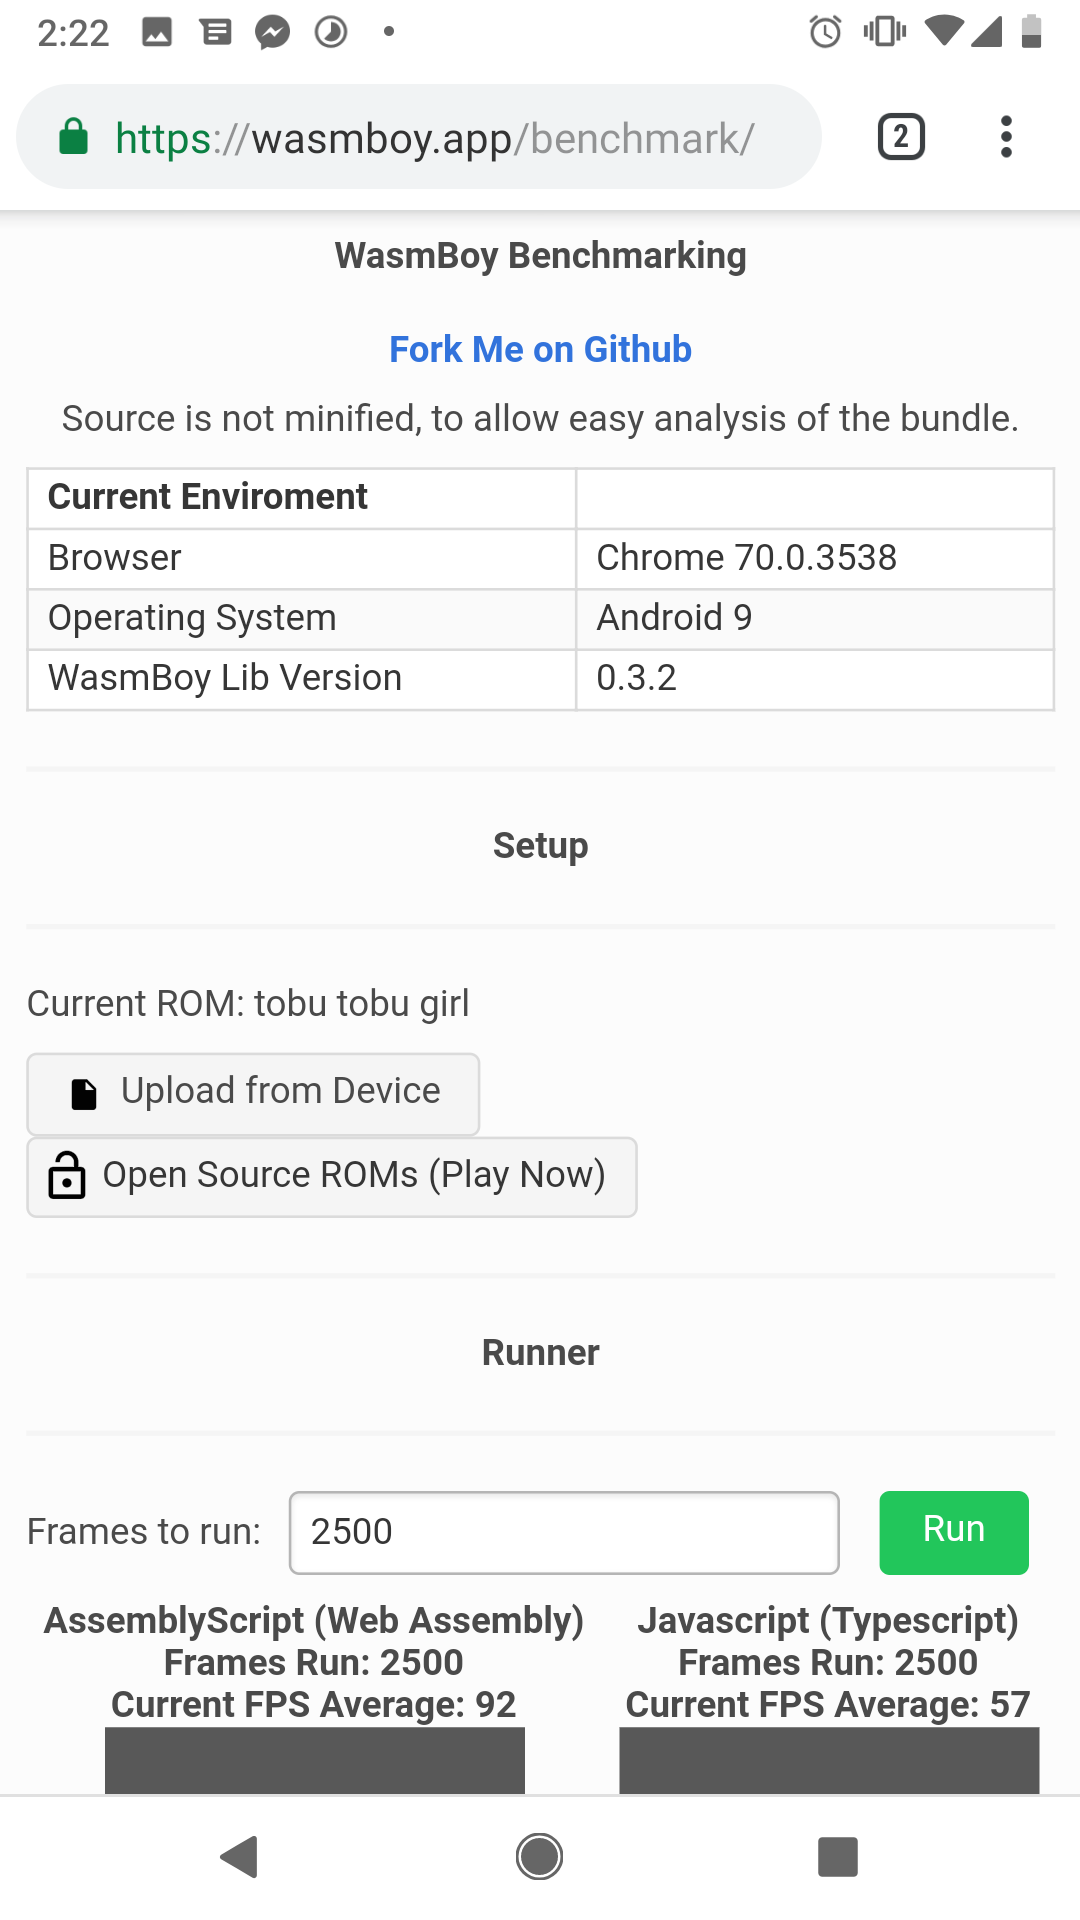 2:22
https://wasmboy.app/benchmark/
2
WasmBoy Benchmarking
Fork Me on Github
Source is not minified, to allow easy analysis of the bundle.
Current Enviroment
Browser Chrome 70.0.3538
Operating System Android 9
WasmBoy Lib Version 0.3.2
Setup
Current ROM: tobu tobu girl
Upload from Device
Open Source ROMs (Play Now)
Runner
Frames to run: 2500 Run
AssemblyScript (Web Assembly)
Frames Run: 2500
Current FPS Average: 92
Javascript (Typescript)
Frames Run: 2500
Current FPS Average: 57